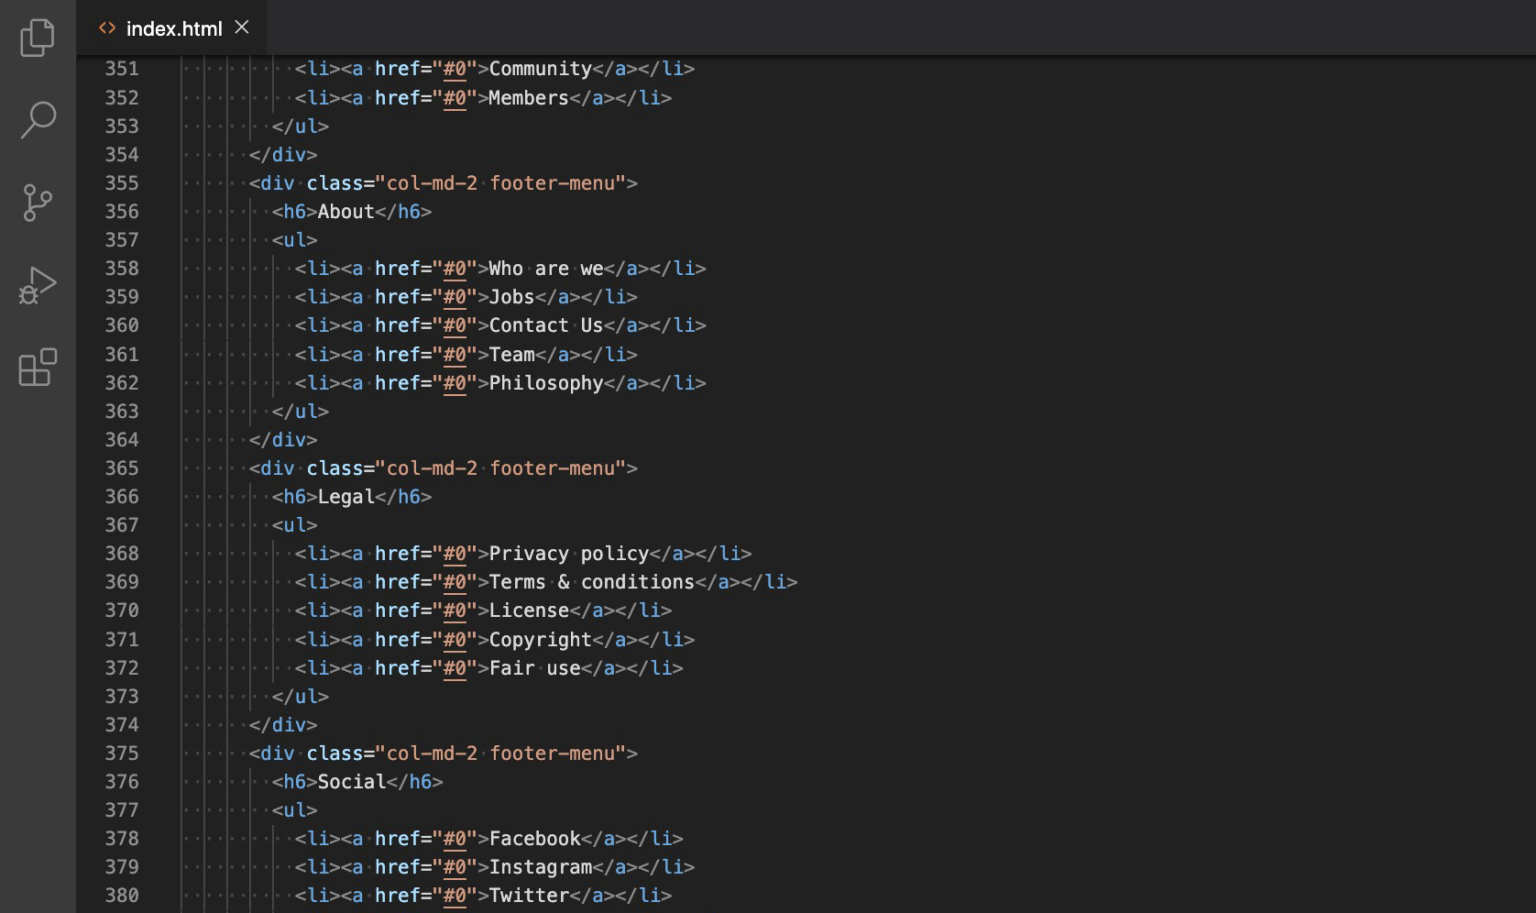 index.html
351 <li><a href="#0">Community</a></li>
352 <li><a href="#0">Members</a></li>
353 </ul>
354 </div>
355 <div class="col-md-2 footer-menu">
356 <h6>About</h6>
357 <ul>
358 <li><a href="#0">Who are we</a></li>
359 <li><a href="#0">Jobs</a></li>
360 <li><a href="#0">Contact Us</a></li>
361 <li><a href="#0">Team</a></li>
362 <li><a href="#0">Philosophy</a></li>
363 </ul>
364 </div>
365 <div class="col-md-2 footer-menu">
366 <h6>Legal</h6>
367 <ul>
368 <li><a href="#0">Privacy policy</a></li>
369 <li><a href="#0">Terms & conditions</a></li>
370 <li><a href="#0">License</a></li>
371 <li><a href="#0">Copyright</a></li>
372 <li><a href="#0">Fair use</a></li>
373 </ul>
374 </div>
375 <div class="col-md-2 footer-menu">
376 <h6>Social</h6>
377 <ul>
378 <li><a href="#0">Facebook</a></li>
379 <li><a href="#0">Instagram</a></li>
380 <li><a href="#0">Twitter</a></li>